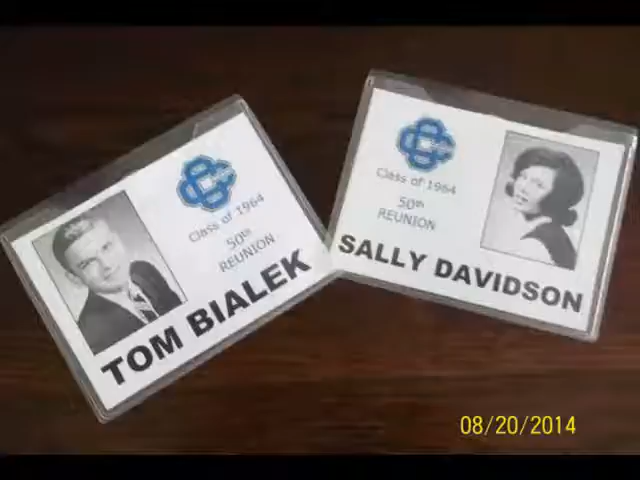 Class of 1964
50th
REUNION
TOM BIALEK
Class of 1964
50th
REUNION
SALLY DAVIDSON
08/20/2014